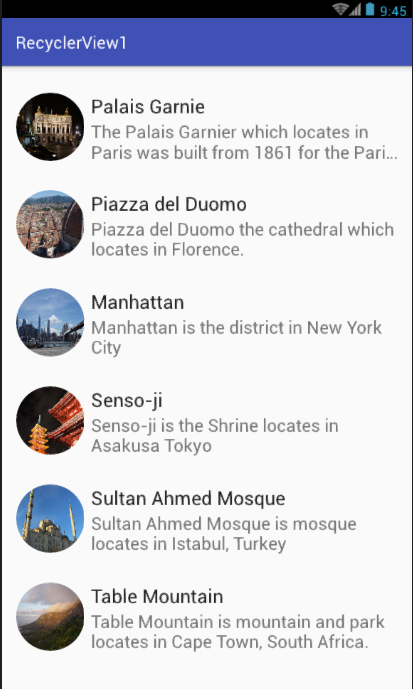 9:45
RecyclerView1
Palais Garnie
The Palais Garnier which locates in
Paris was built from 1861 for the Pari...
Piazza del Duomo
Piazza del Duomo the cathedral which
locates in Florence.
Manhattan
Manhattan is the district in New York
City
Senso-ji
Senso-ji is the Shrine locates in
Asakusa Tokyo
Sultan Ahmed Mosque
Sultan Ahmed Mosque is mosque
locates in Istabul, Turkey
Table Mountain
Table Mountain is mountain and park
locates in Cape Town, South Africa.